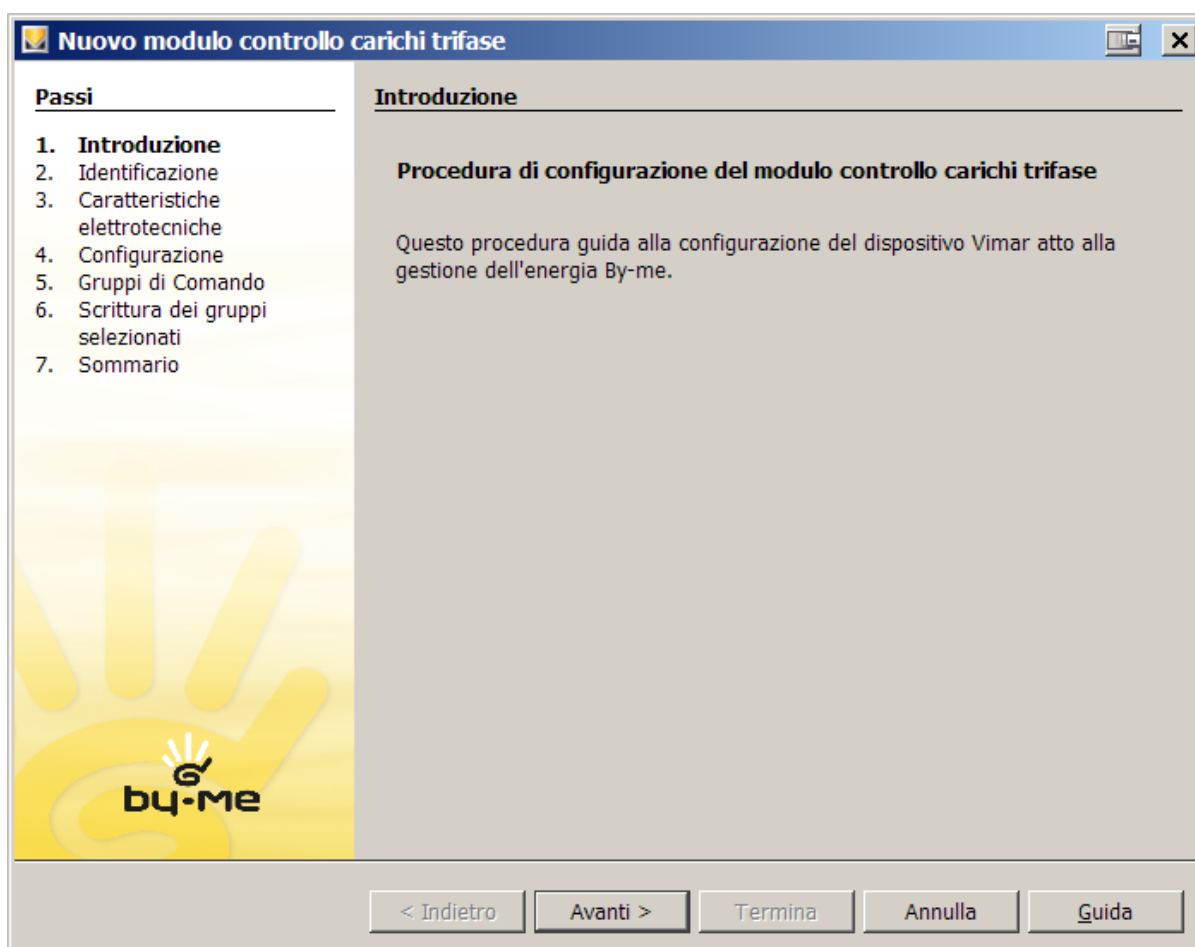 Nuovo modulo controllo carichi trifase
Passi
1. Introduzione
2. Identificazione
3. Caratteristiche
elettrotecniche
4. Configurazione
5. Gruppi di Comando
6. Scrittura dei gruppi
selezionati
7. Sommario
by-me
Introduzione
Procedura di configurazione del modulo controllo carichi trifase
Questo procedura guida alla configurazione del dispositivo Vimar atto alla
gestione dell'energia By-me.
< Indietro
Avanti >
Termina
Annulla
Guida